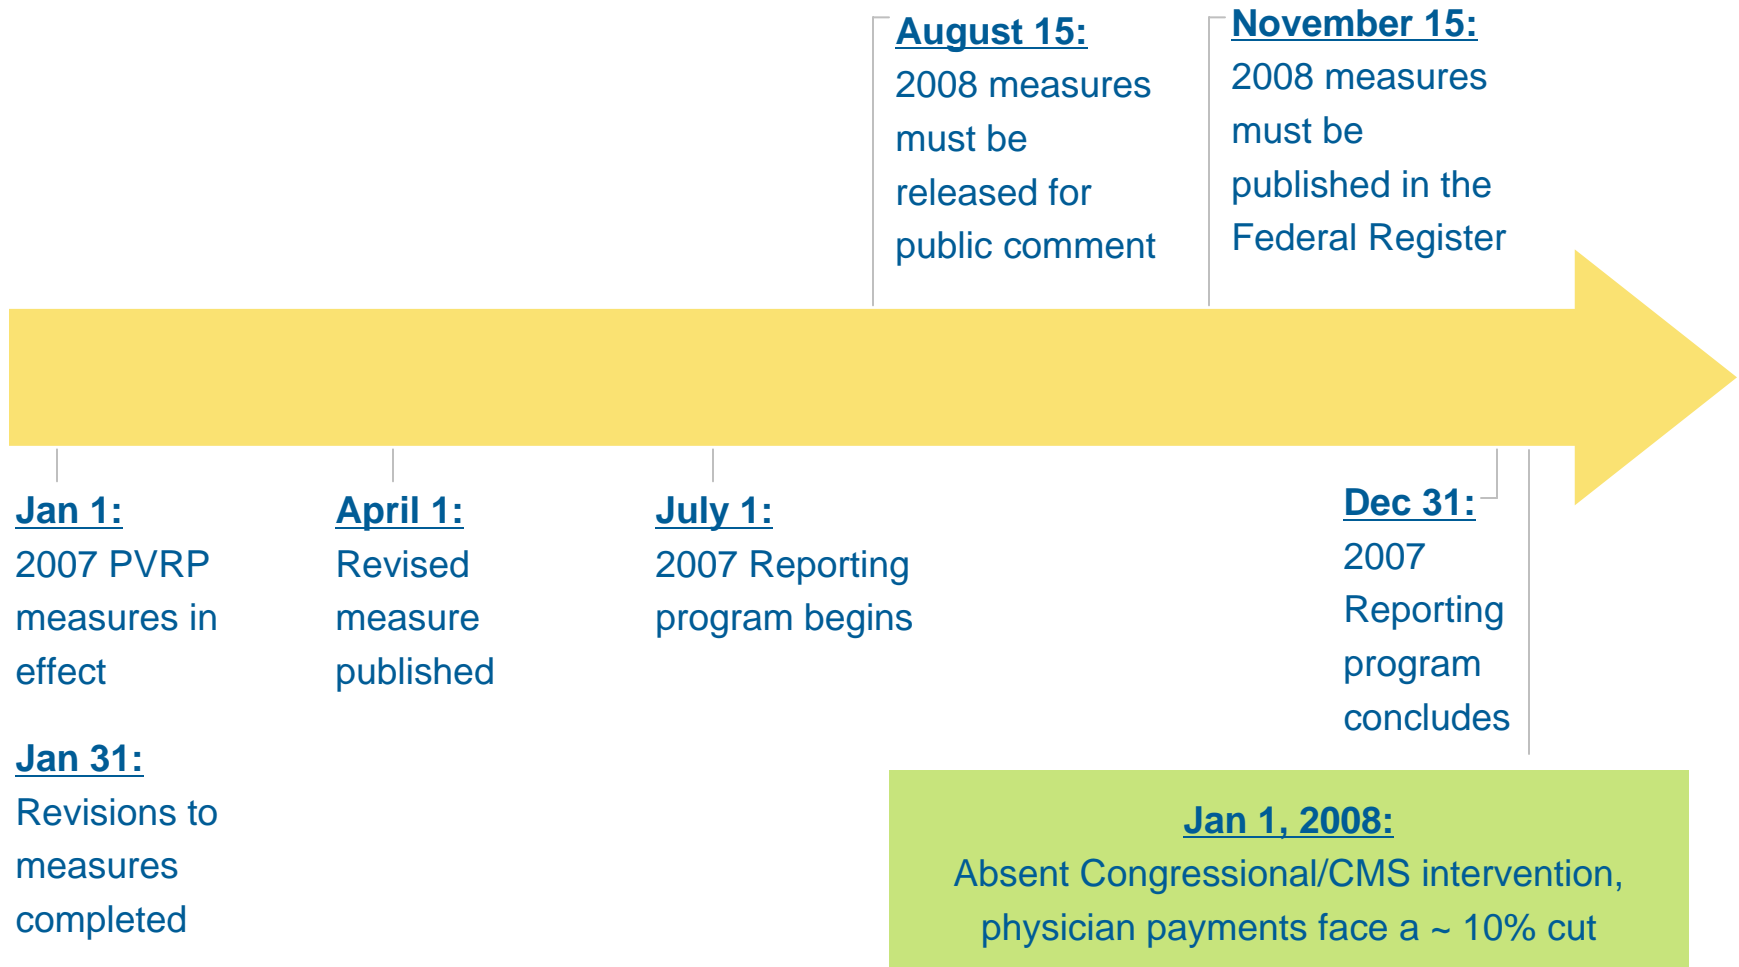 August 15:
2008 measures
must be
released for
public comment
November 15:
2008 measures
must be
published in the
Federal Register
Jan 1:
2007 PVRP
measures in
effect
Jan 31:
Revisions to
measures
completed
April 1:
Revised
measure
published
July 1:
2007 Reporting
program begins
Dec 31:
2007
Reporting
program
concludes
Jan 1, 2008:
Absent Congressional/CMS intervention,
physician payments face a ~ 10% cut